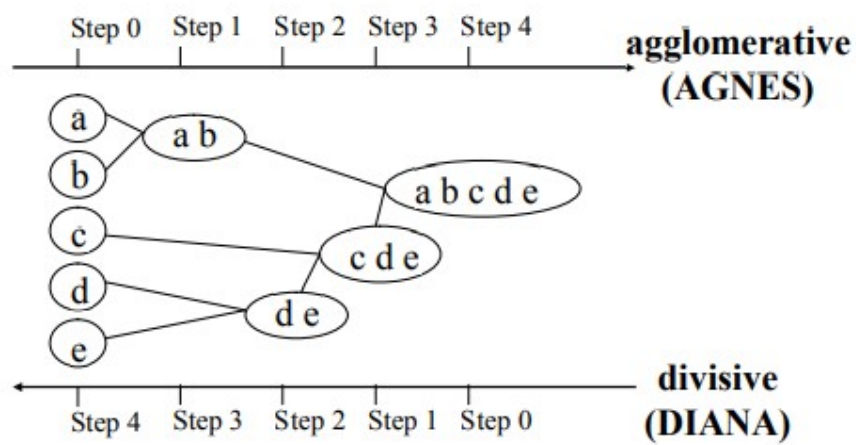 Step 0 Step 1 Step 2 Step 3 Step 4
agglomerative
(AGNES)
a
a b
b
a b c d e
c
c d e
d
d e
e
divisive
(DIANA)
Step 4 Step 3 Step 2 Step 1 Step 0